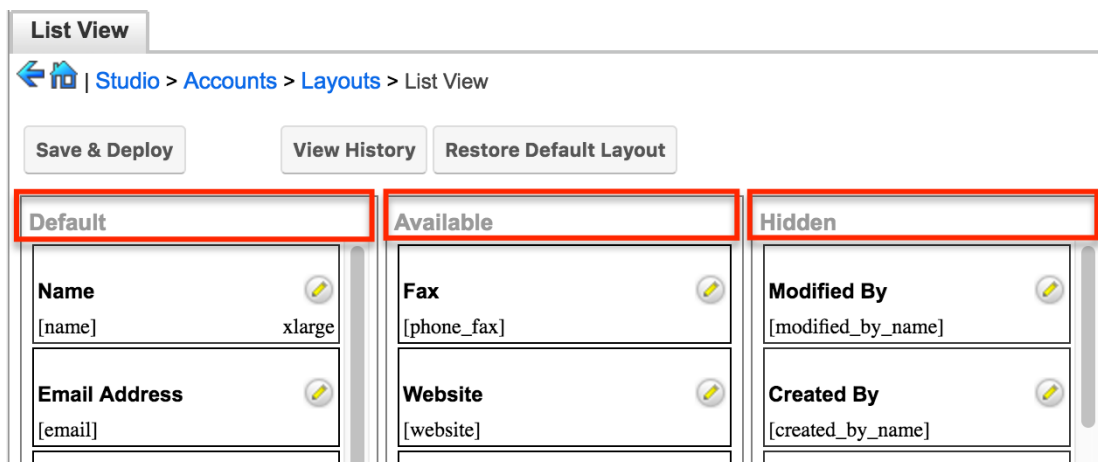 List View
| Studio > Accounts > Layouts > List View
Save & Deploy View History Restore Default Layout
Default Available Hidden
Name Fax Modified By
[name] xlarge [phone_fax] [modified_by_name]
Email Address Website Created By
[email] [website] [created_by_name]